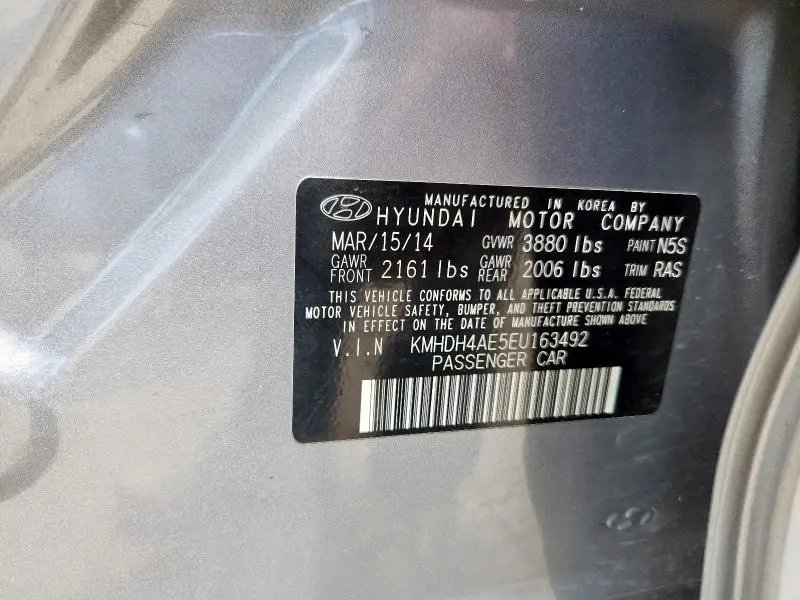 MANUFACTURED IN KOREA BY
HYUNDAI MOTOR COMPANY
MAR/15/14 GVWR 3880 lbs PAINT N5S
GAWR FRONT 2161 lbs GAWR REAR 2006 lbs TRIM RAS
THIS VEHICLE CONFORMS TO ALL APPLICABLE U.S.A. FEDERAL
MOTOR VEHICLE SAFETY, BUMPER, AND THEFT PREVENTION STANDARDS
IN EFFECT ON THE DATE OF MANUFACTURE SHOWN ABOVE
V.I.N KMHDH4AE5EU163492
PASSENGER CAR